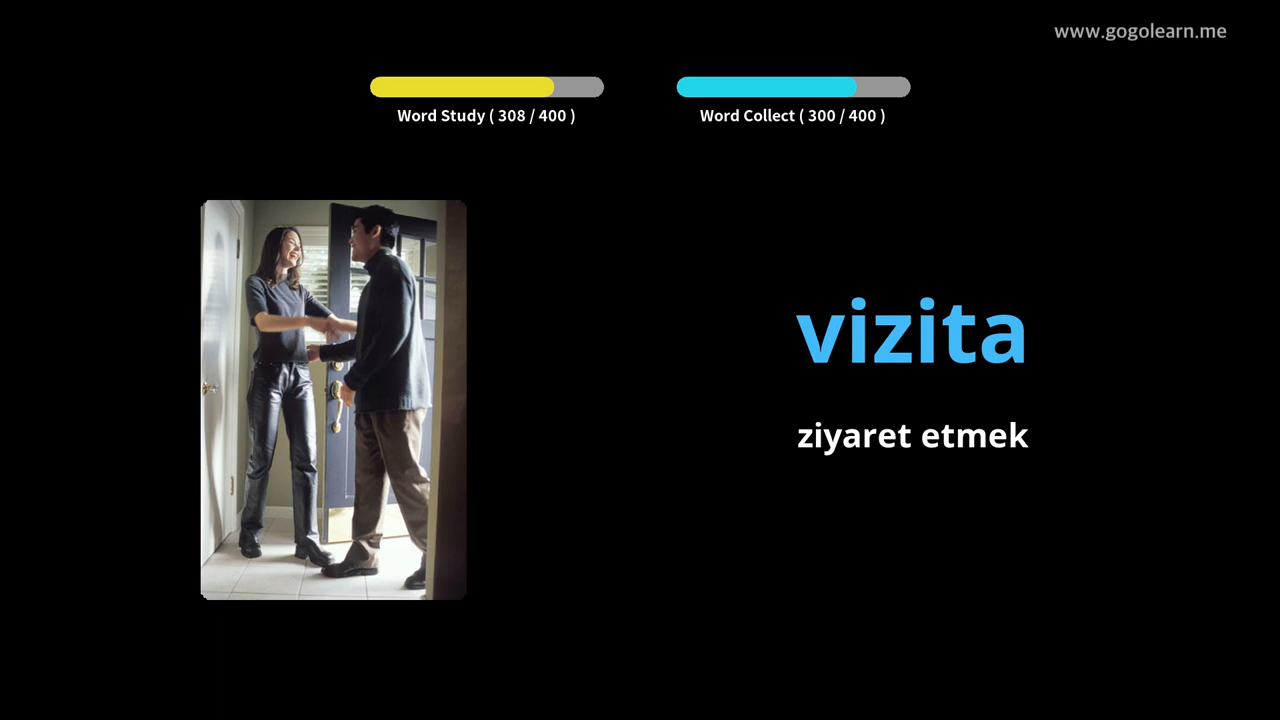 www.gogolearn.me
Word Study ( 308 / 400 )
Word Collect ( 300 / 400 )
vizita
ziyaret etmek